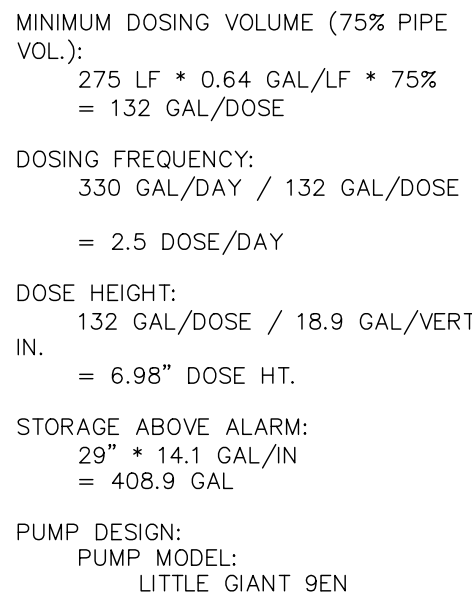 MINIMUM DOSING VOLUME (75% PIPE
VOL.):
275 LF * 0.64 GAL/LF * 75%
= 132 GAL/DOSE
DOSING FREQUENCY:
330 GAL/DAY / 132 GAL/DOSE
= 2.5 DOSE/DAY
DOSE HEIGHT:
132 GAL/DOSE / 18.9 GAL/VERT
IN.
= 6.98" DOSE HT.
STORAGE ABOVE ALARM:
29" * 14.1 GAL/IN
= 408.9 GAL
PUMP DESIGN:
PUMP MODEL:
LITTLE GIANT 9EN